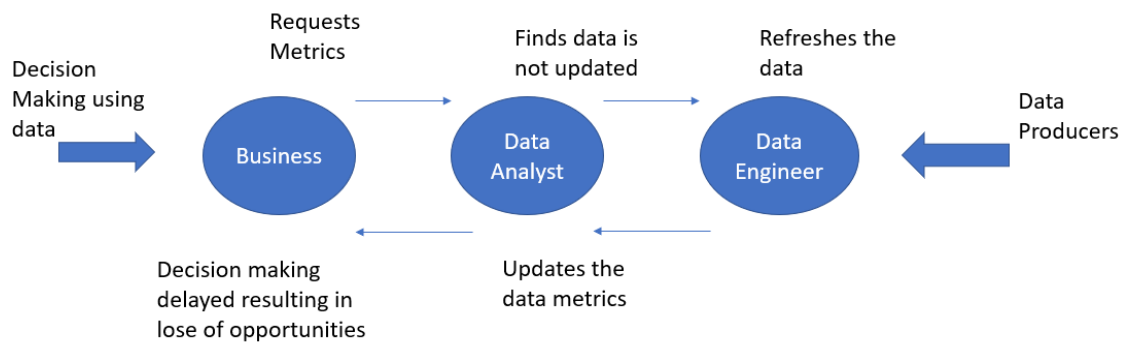 Requests
Metrics
Finds data is
not updated
Refreshes the
data
Decision
Making using
data
Data
Producers
Business
Data
Analyst
Data
Engineer
Decision making
delayed resulting in
lose of opportunities
Updates the
data metrics